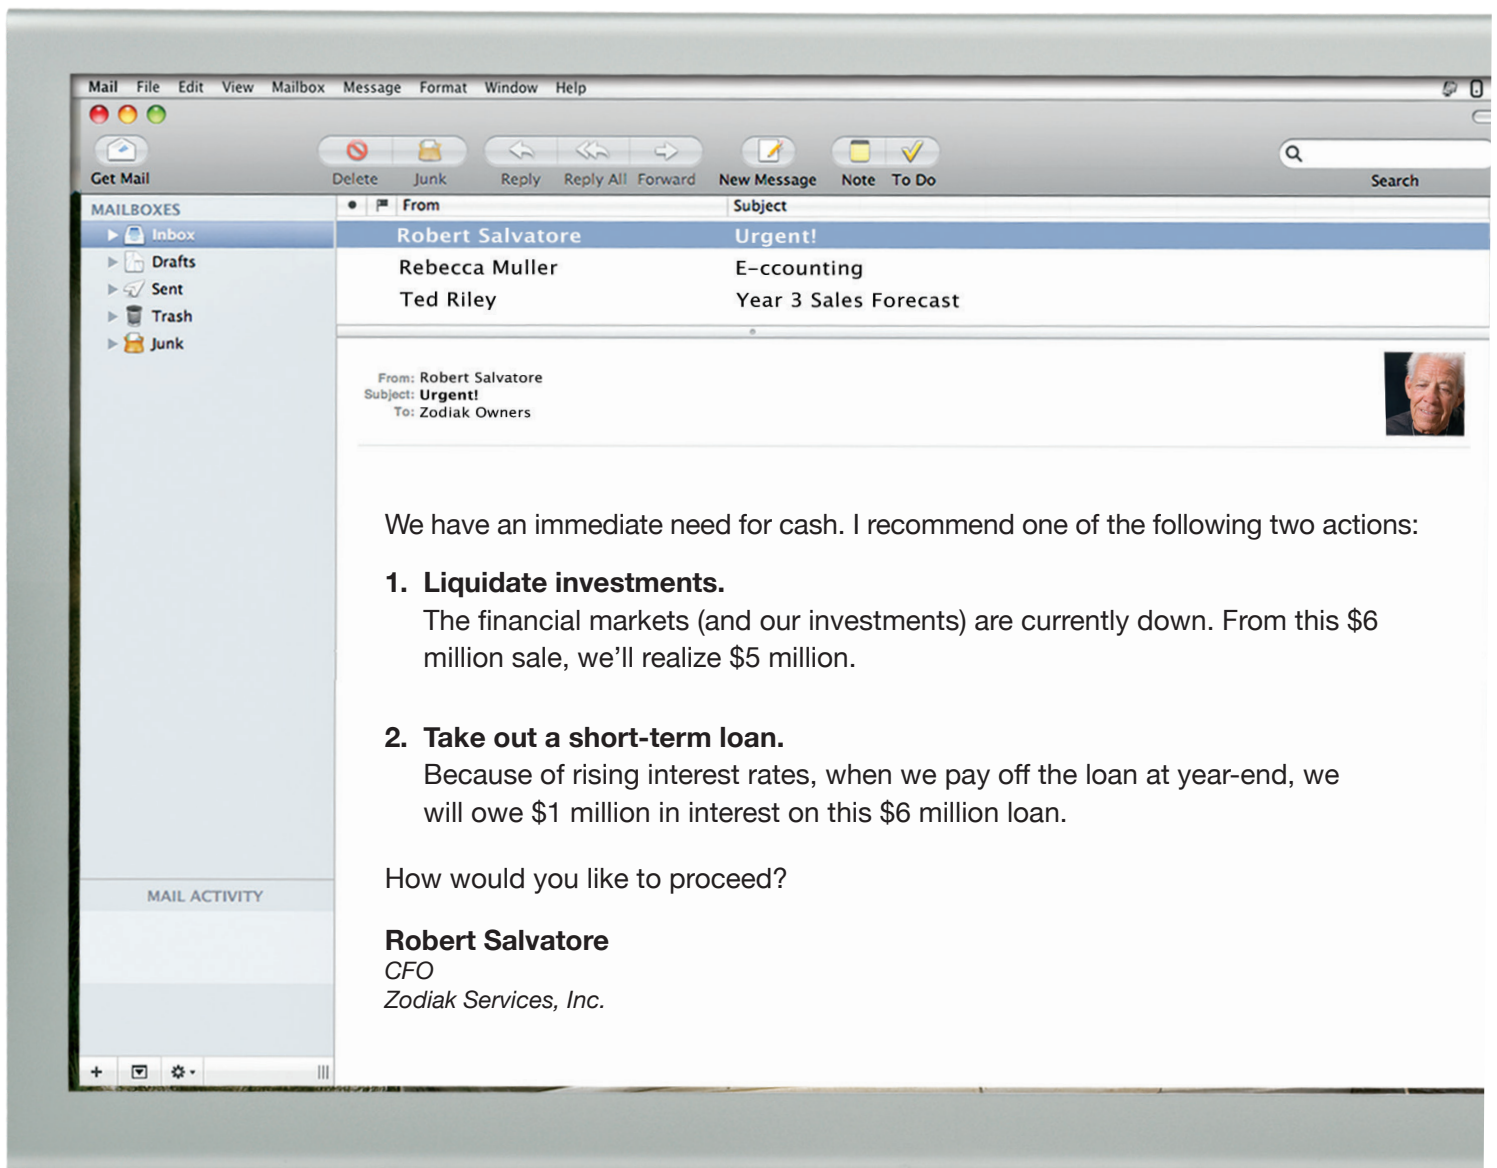 Mail File Edit View Mailbox Message Format Window Help
Get Mail Delete Junk Reply Reply All Forward New Message Note To Do Search
MAILBOXES
From Subject
Inbox
Robert Salvatore Urgent!
Drafts
Rebecca Muller E-ccounting
Sent
Ted Riley Year 3 Sales Forecast
Trash
Junk
From: Robert Salvatore
Subject: Urgent!
To: Zodiak Owners
We have an immediate need for cash. I recommend one of the following two actions:
1. Liquidate investments.
The financial markets (and our investments) are currently down. From this $6
million sale, we’ll realize $5 million.
2. Take out a short-term loan.
Because of rising interest rates, when we pay off the loan at year-end, we
will owe $1 million in interest on this $6 million loan.
How would you like to proceed?
MAIL ACTIVITY
Robert Salvatore
CFO
Zodiak Services, Inc.